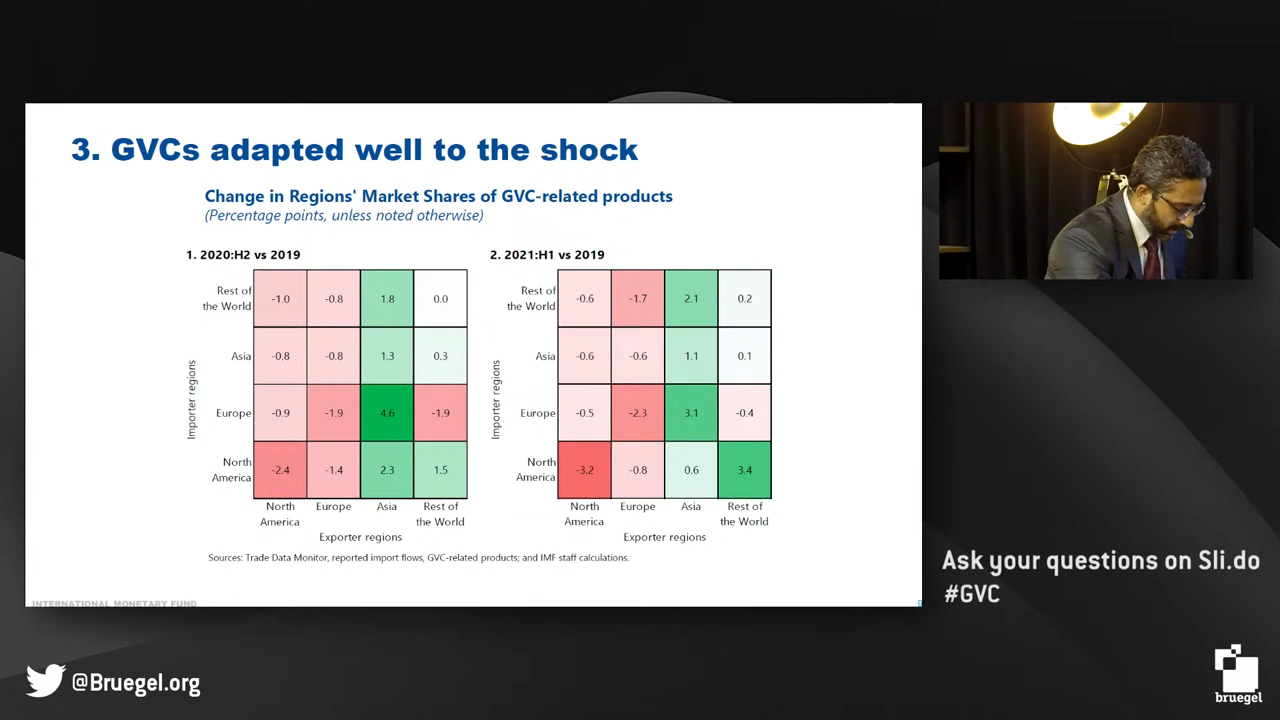 3. GVCs adapted well to the shock
Change in Regions' Market Shares of GVC-related products
(Percentage points, unless noted otherwise)
1. 2020:H2 vs 2019
Importer regions
Rest of
the World
-1.0 -0.8 1.8 0.0
Asia
-0.8 -0.8 1.3 0.3
Europe
-0.9 -1.9 4.6 -1.9
North
America
-2.4 -1.4 2.3 1.5
North
America
Europe
Asia
Rest of
the World
Exporter regions
2. 2021:H1 vs 2019
Importer regions
Rest of
the World
-0.6 -1.7 2.1 0.2
Asia
-0.6 -0.6 1.1 0.1
Europe
-0.5 -2.3 3.1 -0.4
North
America
-3.2 -0.8 0.6 3.4
North
America
Europe
Asia
Rest of
the World
Exporter regions
Sources: Trade Data Monitor, reported import flows, GVC-related products; and IMF staff calculations.
INTERNATIONAL MONETARY FUND
Ask your questions on Sli.do
#GVC
@Bruegel.org
bruegel